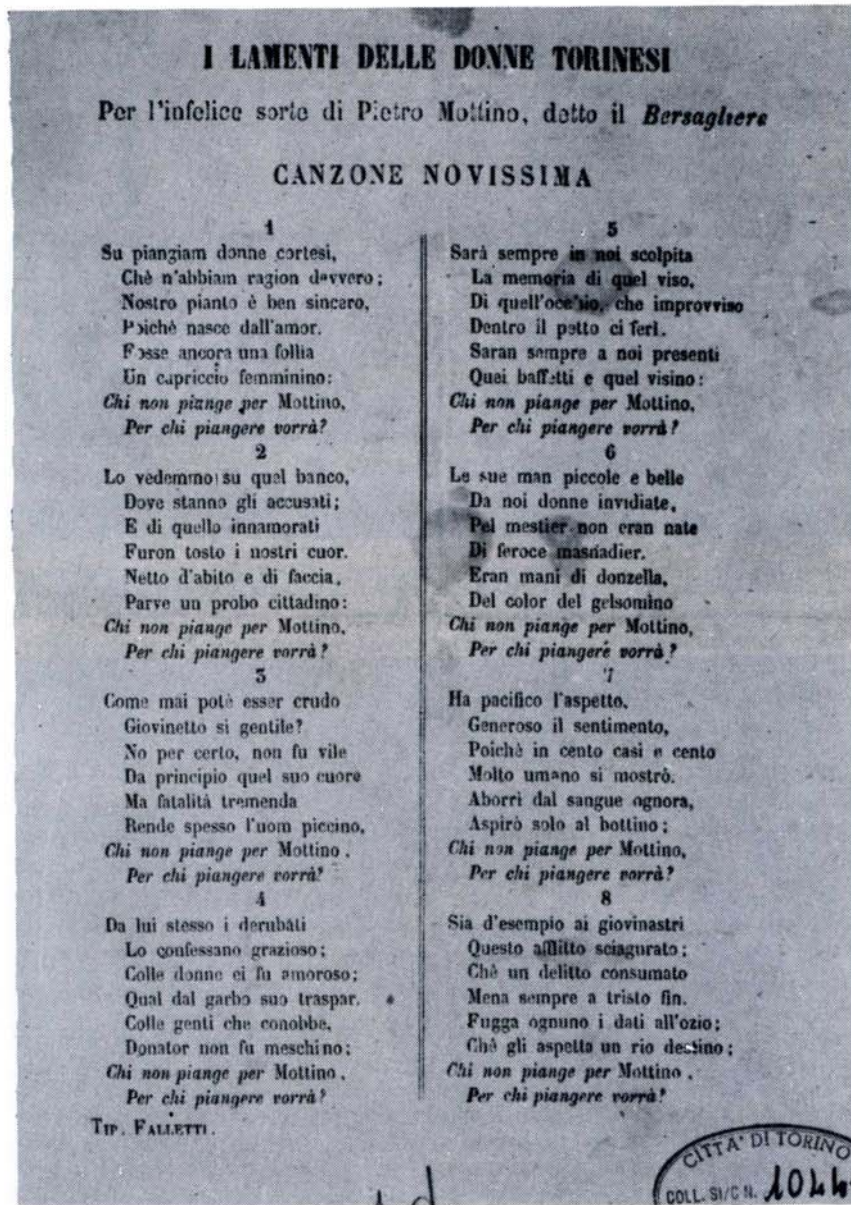 I LAMENTI DELLE DONNE TORINESI
Per l'infelice sorte di Pietro Mottino, detto il Bersagliere
CANZONE NOVISSIMA
1
Su piangiam donne cortesi,
Chè n'abbiam ragion davvero;
Nostro pianto è ben sincero,
Poichè nasce dall'amor.
Fosse ancora una follia
Un capriccio femminino:
Chi non piange per Mottino,
Per chi piangere vorrà?
2
Lo vedemmo su quel banco,
Dove stanno gli accusati;
E di quello innamorati
Furon tosto i nostri cuor.
Netto d'abito e di faccia,
Parve un probo cittadino:
Chi non piange per Mottino,
Per chi piangere vorrà?
3
Come mai potè esser crudo
Giovinetto si gentile?
No per certo, non fu vile
Da principio quel suo cuore
Ma fatalità tremenda
Rende spesso l'uom piccino,
Chi non piange per Mottino,
Per chi piangere vorrà?
4
Da lui stesso i derubati
Lo confessano grazioso;
Colle donne ei fu amoroso;
Qual dal garbo suo traspar.
Colle genti che conobbe,
Donator non fu meschino;
Chi non piange per Mottino,
Per chi piangere vorrà?
TIP. FALLETTI.
5
Sarà sempre in noi scolpita
La memoria di quel viso,
Di quell'occhio, che improvviso
Dentro il petto ci ferì.
Saran sempre a noi presenti
Quei baffetti e quel visino:
Chi non piange per Mottino,
Per chi piangere vorrà?
6
Le sue man piccole e belle
Da noi donne invidiate,
Pel mestier non eran nate
Di feroce masnadier.
Eran mani di donzella,
Del color del gelsomino
Chi non piange per Mottino,
Per chi piangere vorrà?
7
Ha pacifico l'aspetto,
Generoso il sentimento,
Poichè in cento casi e cento
Molto umano si mostrò.
Aborrì dal sangue ognora,
Aspirò solo al bottino;
Chi non piange per Mottino,
Per chi piangere vorrà?
8
Sia d'esempio ai giovinastri
Questo afflitto sciagurato;
Chè un delitto consumato
Mena sempre a tristo fin.
Fugga ognuno i dati all'ozio;
Chè gli aspetta un rio destino;
Chi non piange per Mottino,
Per chi piangere vorrà?
CITTA' DI TORINO
COLL. SI/C N. 1044